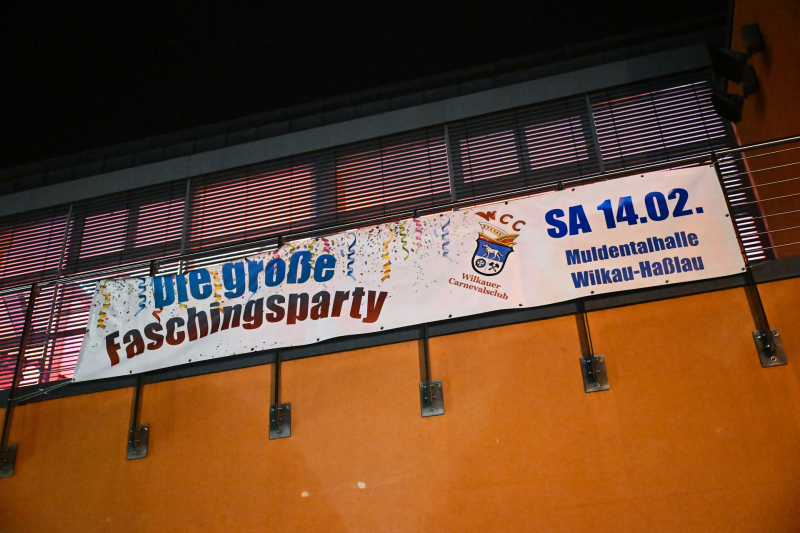 Die große
Faschingsparty
WCC
Wilkauer
Carnevalsclub
SA 14.02.
Muldentalhalle
Wilkau-Haßlau